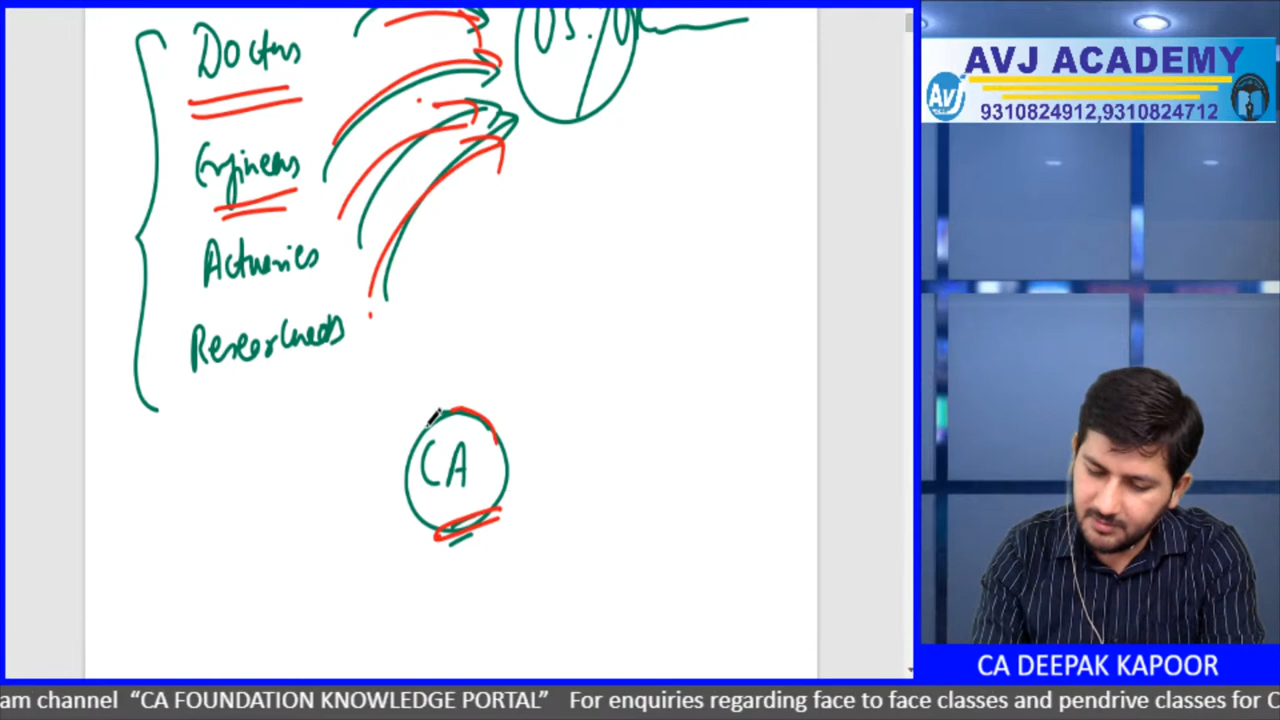 Doctors
Engineers
Actuaries
Researchers
CA
AVJ ACADEMY
AVJ
9310824912,9310824712
CA DEEPAK KAPOOR
am channel “CA FOUNDATION KNOWLEDGE PORTAL” For enquiries regarding face to face classes and pendrive classes for C